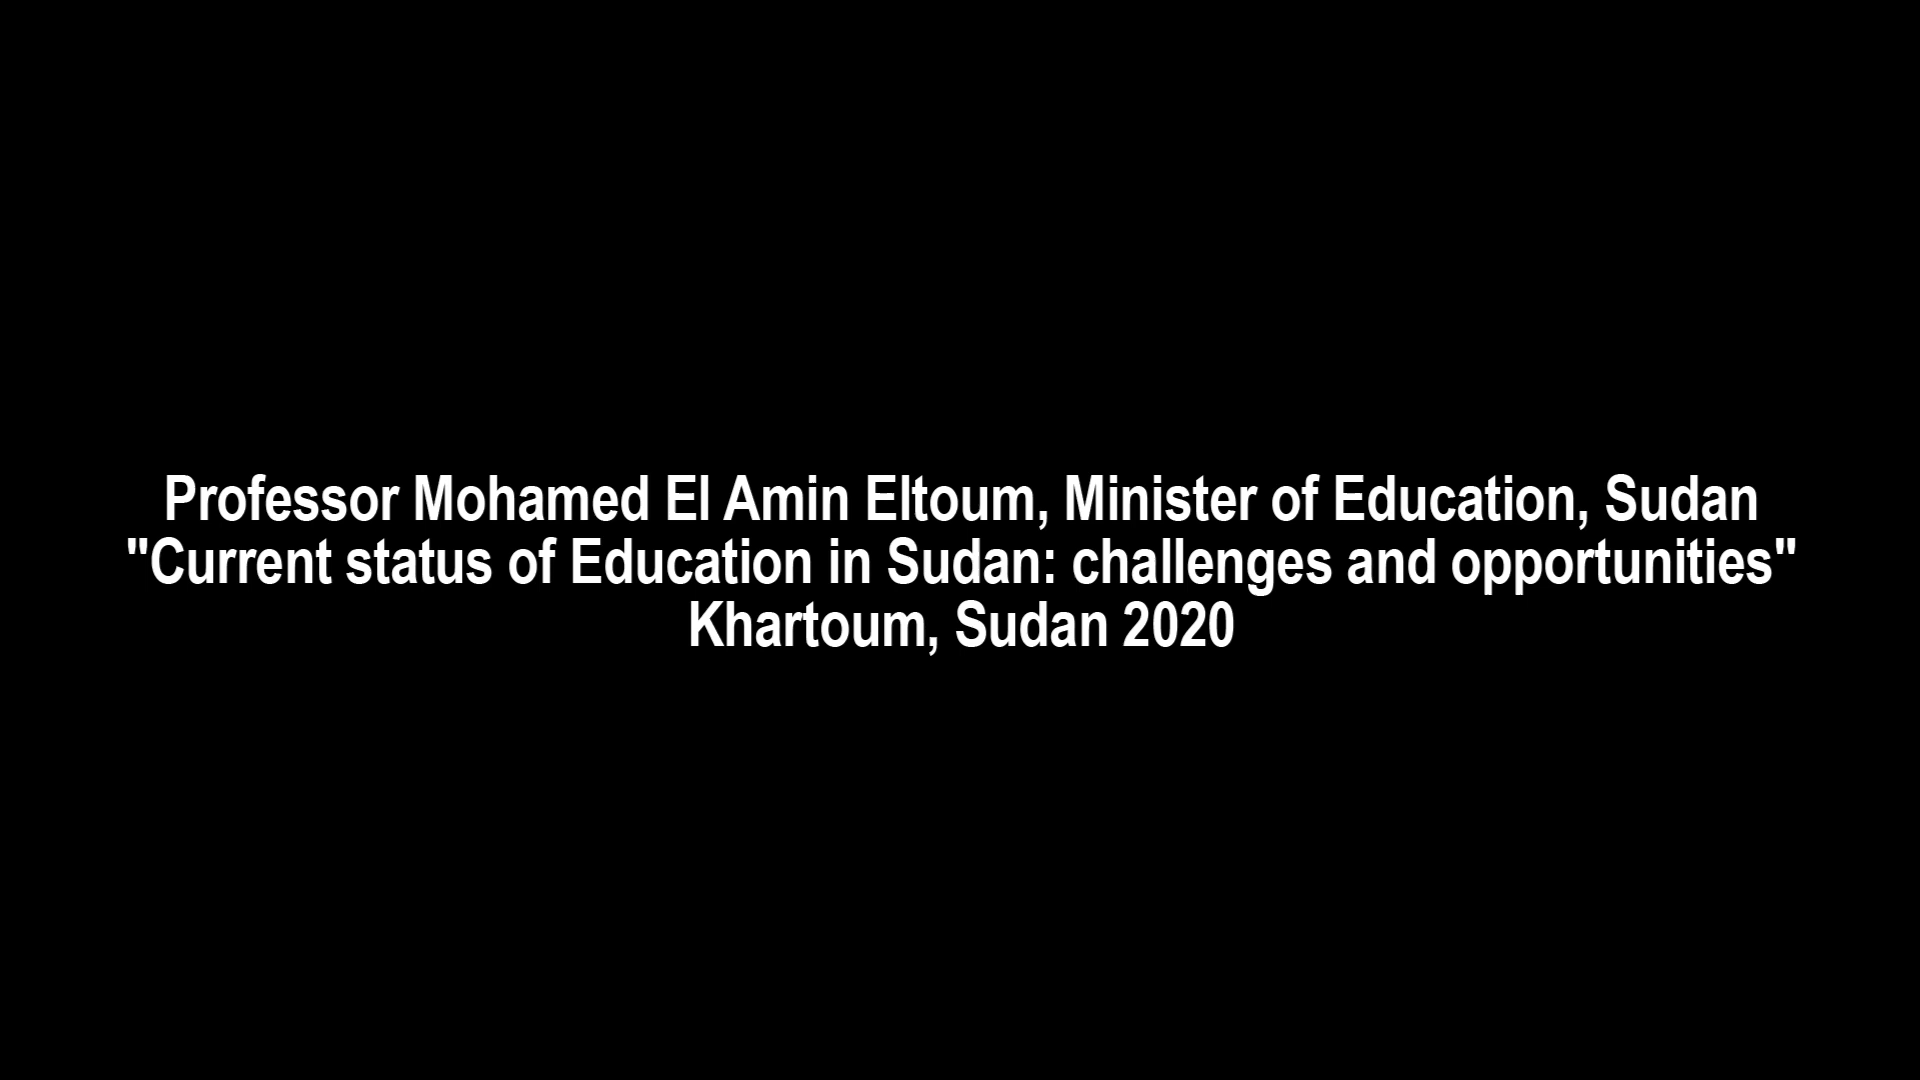 Professor Mohamed El Amin Eltoum, Minister of Education, Sudan
"Current status of Education in Sudan: challenges and opportunities"
Khartoum, Sudan 2020